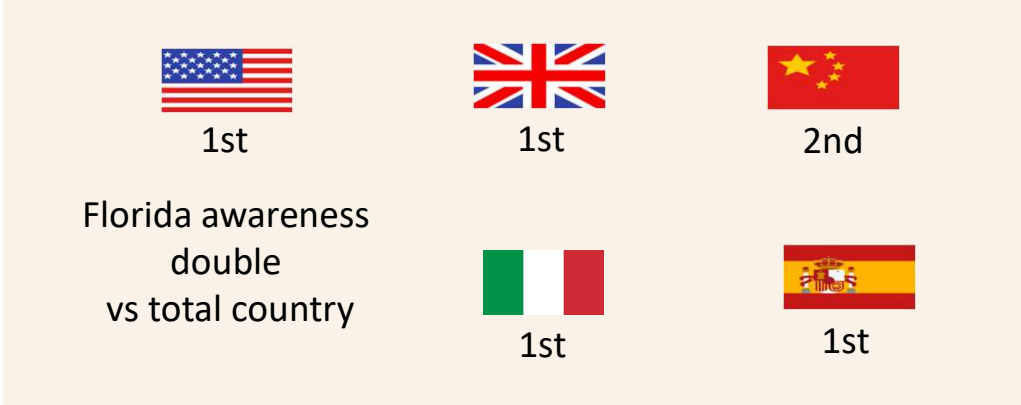 1st
1st
2nd
Florida awareness
double
vs total country
1st
1st